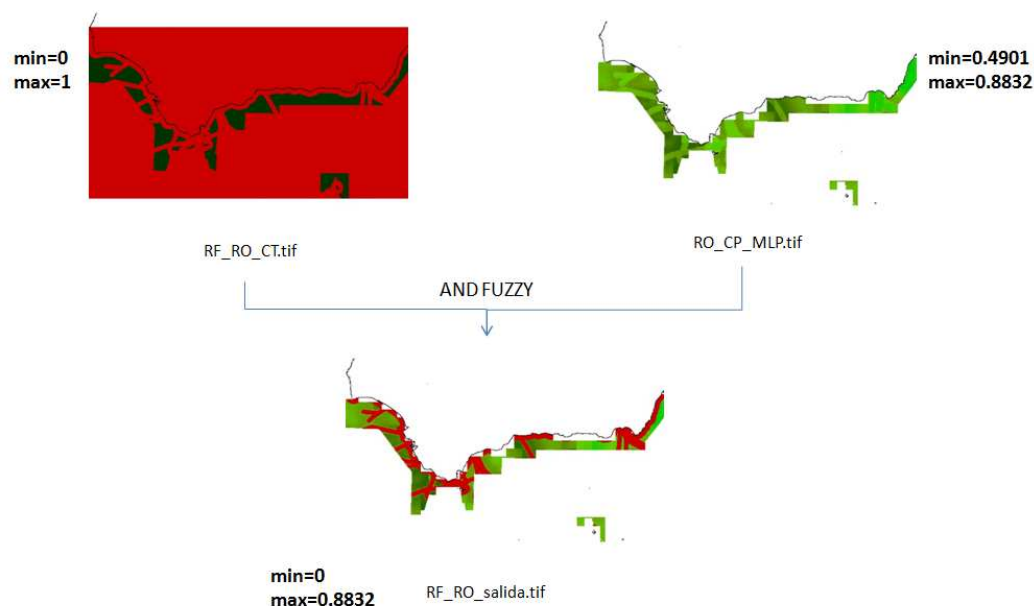 min=0
max=1
min=0.4901
max=0.8832
RF_RO_CT.tif
RO_CP_MLP.tif
AND FUZZY
min=0
max=0.8832
RF_RO_salida.tif